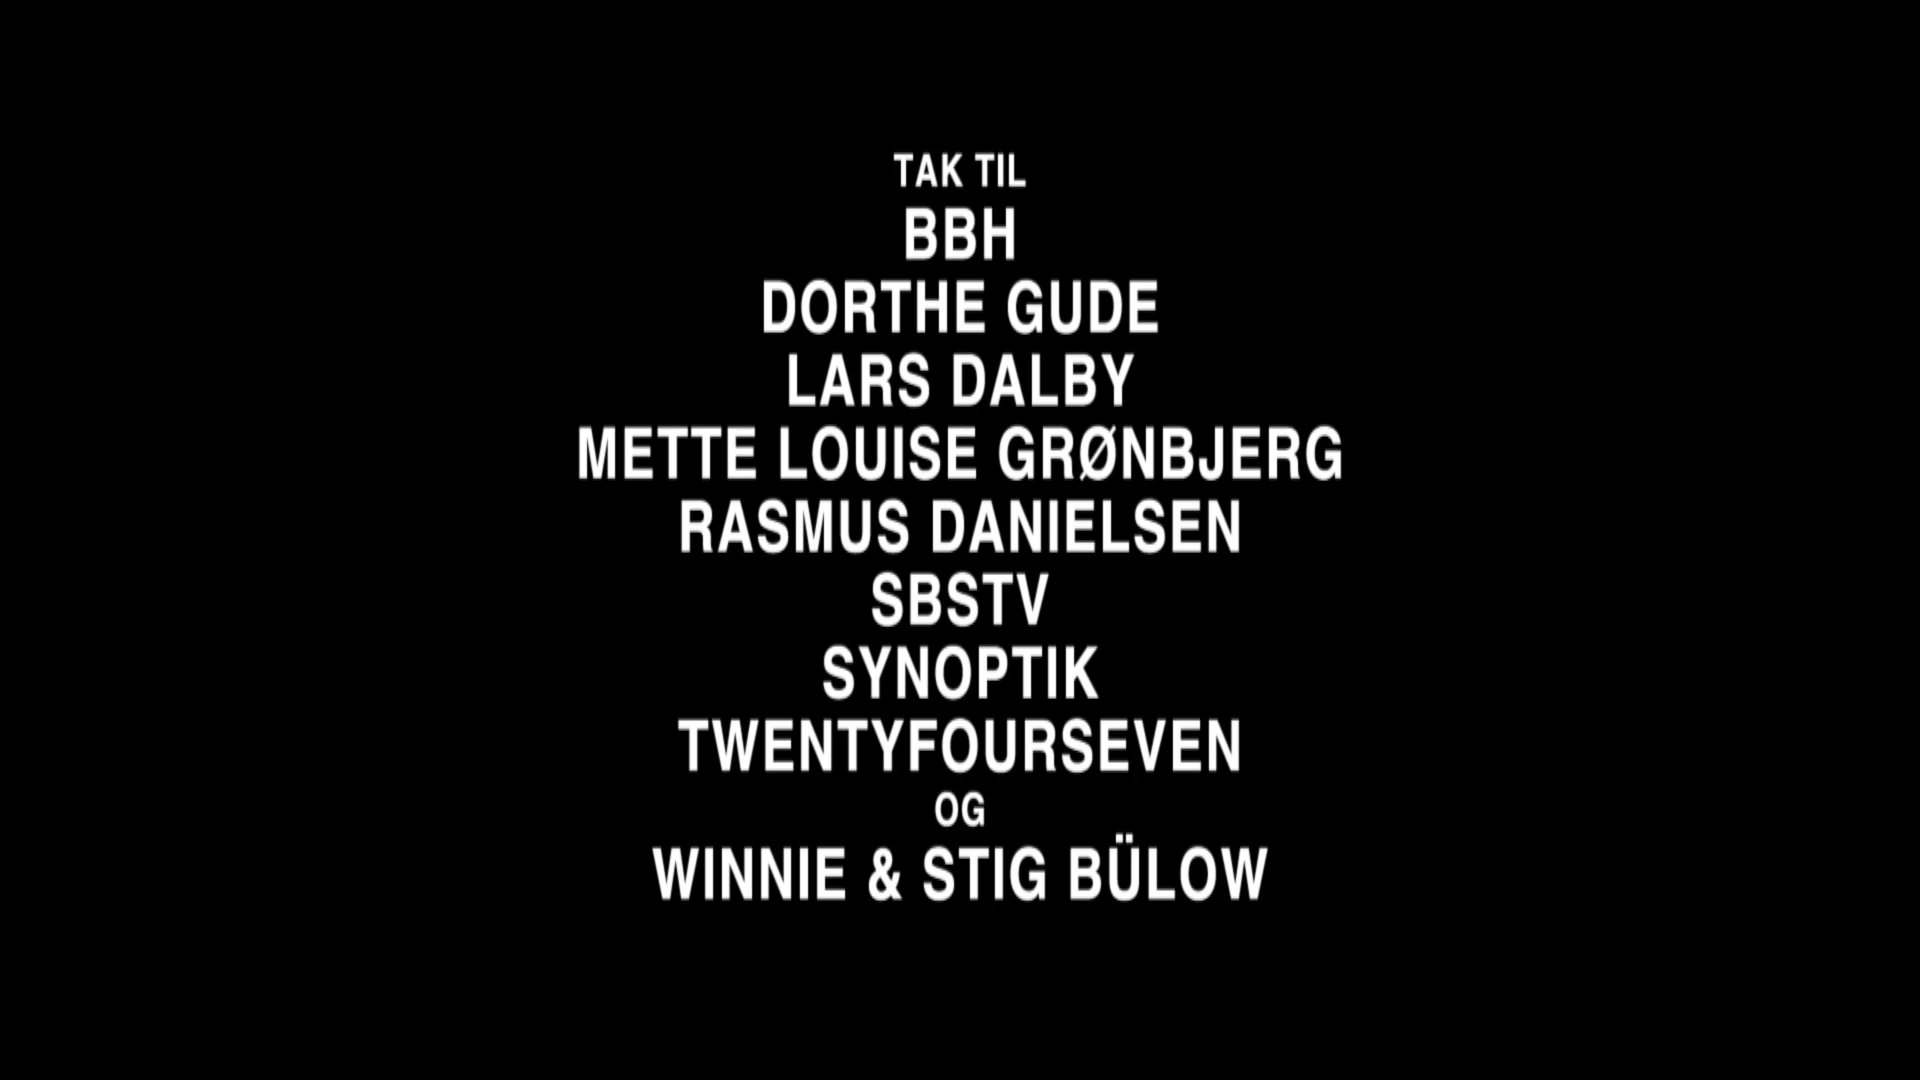 TAK TIL
BBH
DORTHE GUDE
LARS DALBY
METTE LOUISE GRØNBJERG
RASMUS DANIELSEN
SBSTV
SYNOPTIK
TWENTYFOURSEVEN
OG
WINNIE & STIG BÜLOW